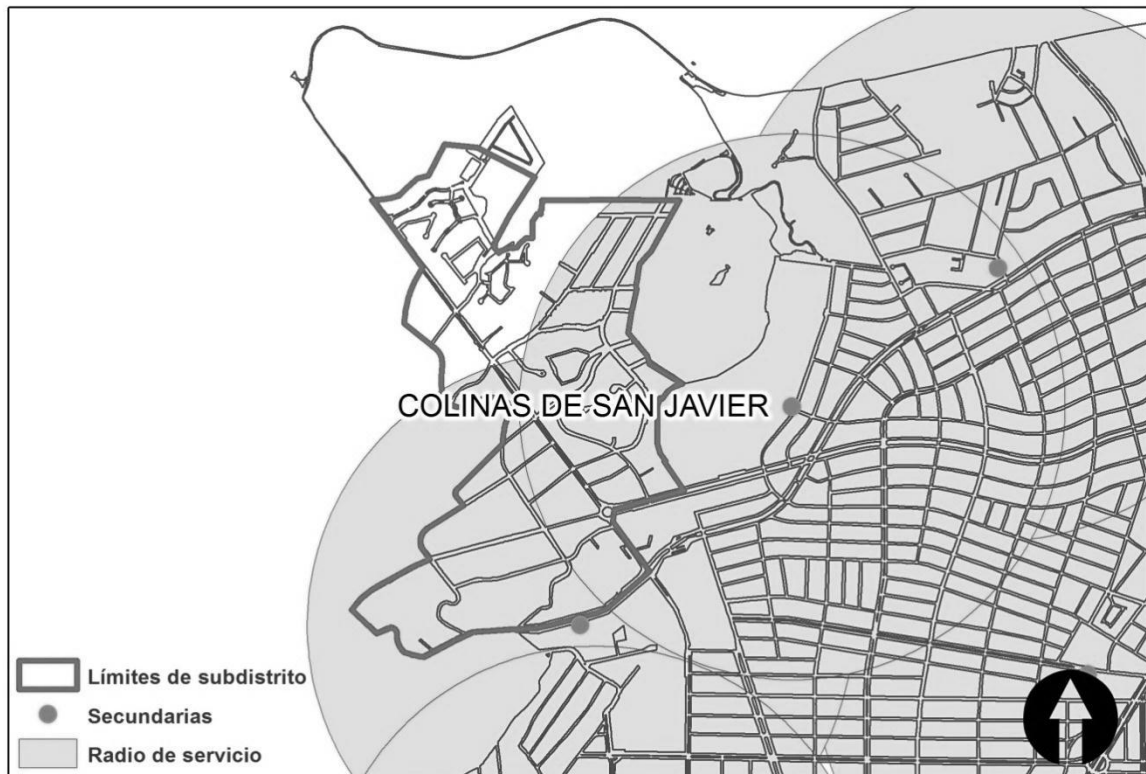 COLINAS DE SAN JAVIER
Límites de subdistrito
Secundarias
Radio de servicio